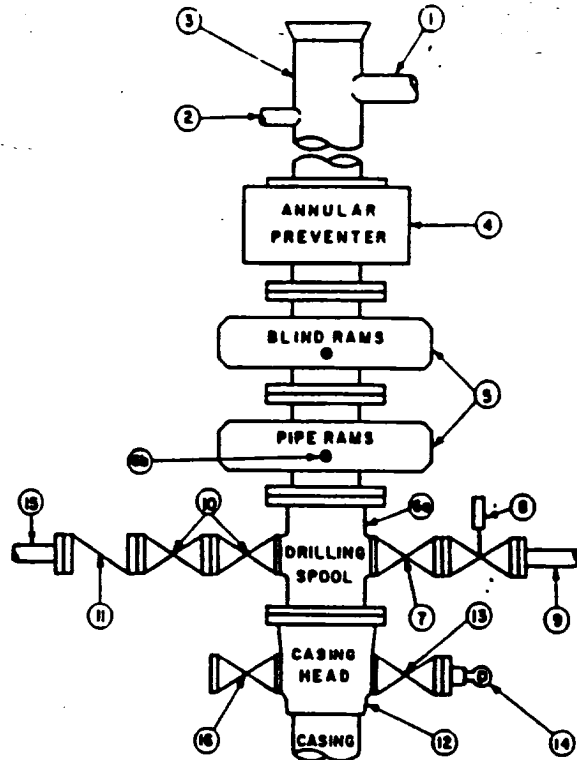 3
1
2
ANNULAR
PREVENTER
4
BLIND RAMS
5
PIPE RAMS
6b
15
10
6a
8
DRILLING
SPOOL
11
7
9
13
CASING
HEAD
16
12
14
CASING